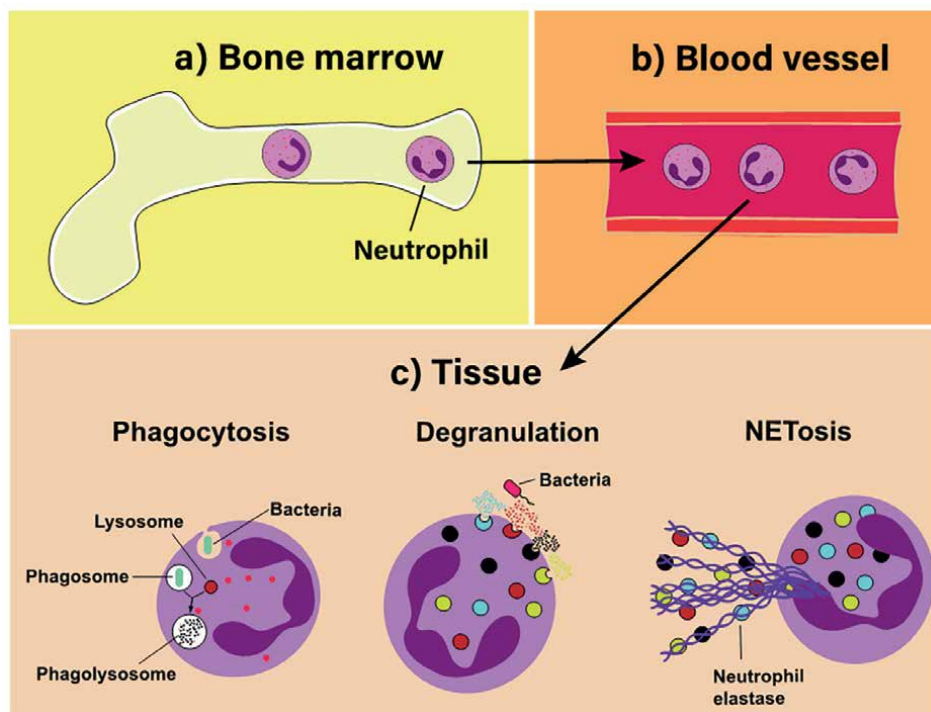 a) Bone marrow
b) Blood vessel
Neutrophil
c) Tissue
Phagocytosis
Degranulation
NETosis
Bacteria
Lysosome
Phagosome
Phagolysosome
Bacteria
Neutrophil
elastase